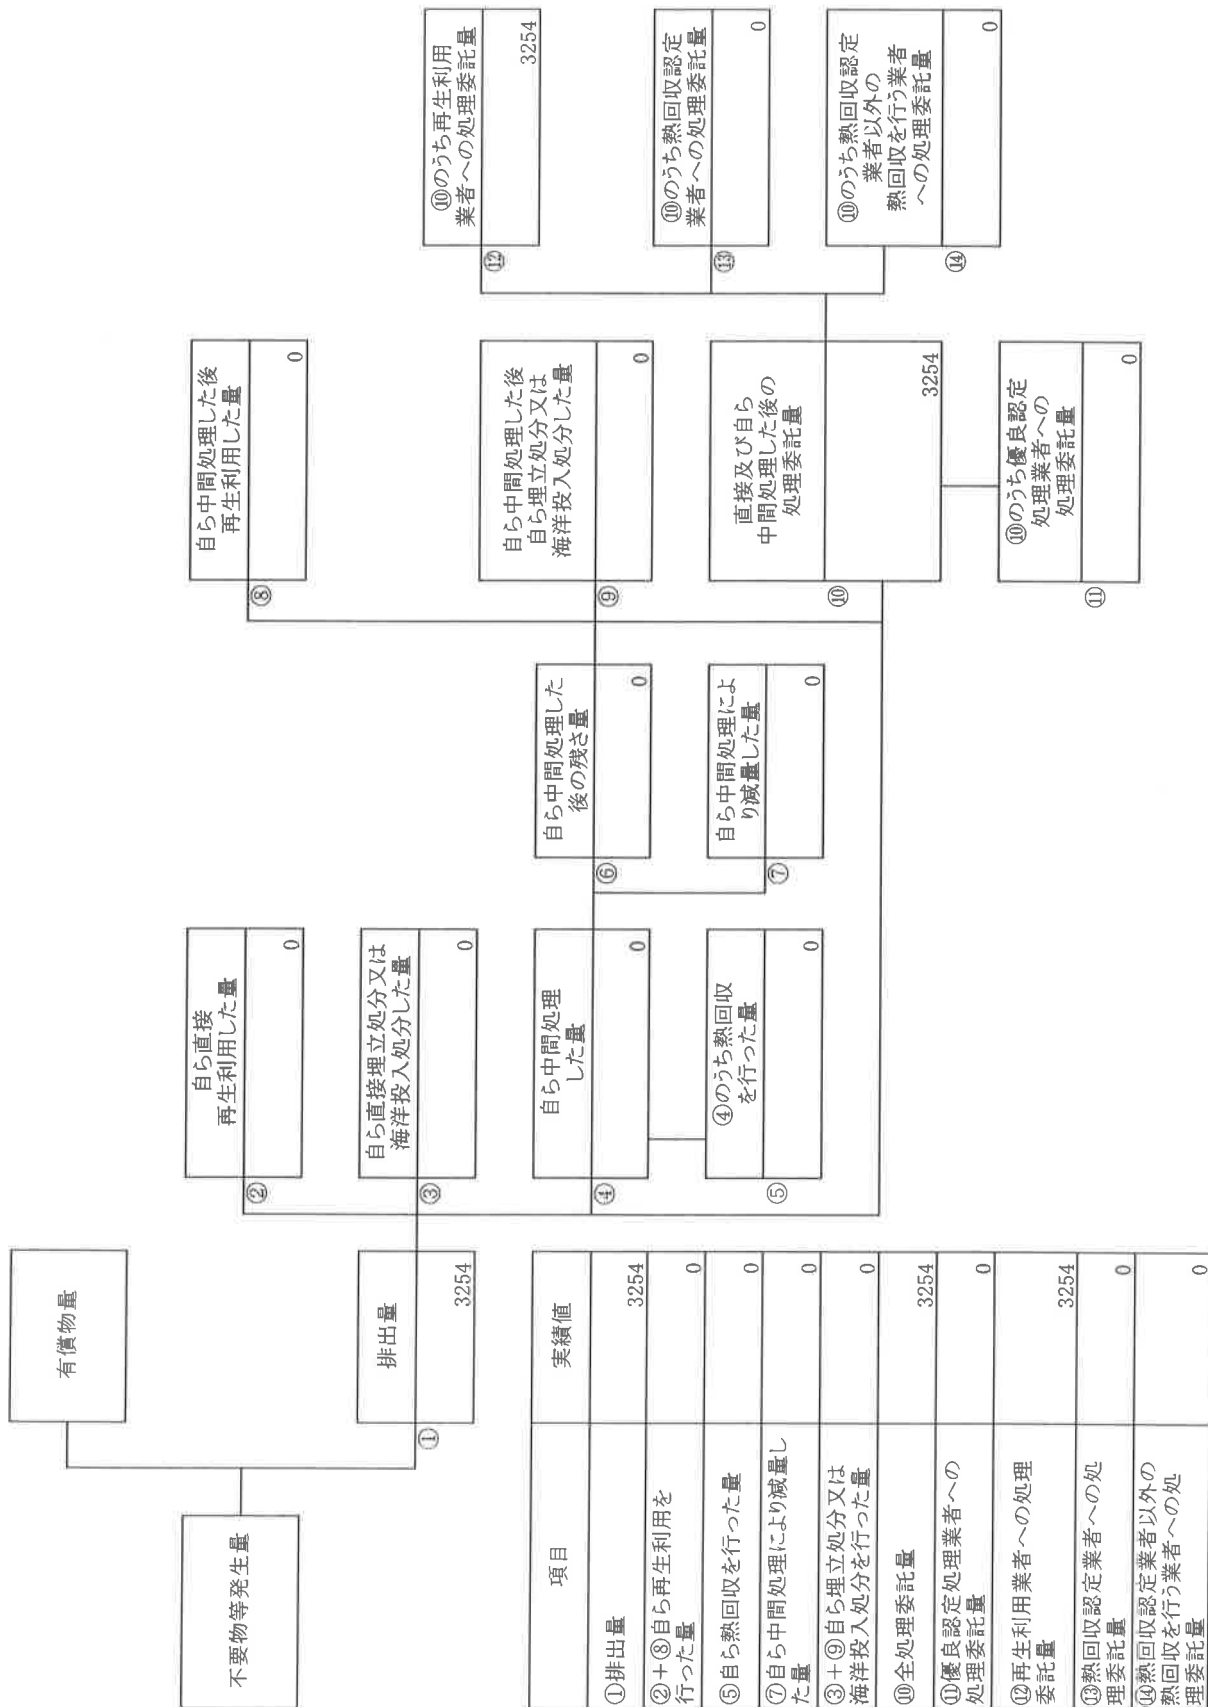 不要物等発生量
有償物量
排出量
①
3254
自ら直接
再生利用した量
②
0
自ら直接埋立処分又は
海洋投入処分した量
③
0
自ら中間処理
した量
④
0
④のうち熱回収
を行った量
⑤
0
自ら中間処理した
後の残さ量
⑥
0
自ら中間処理によ
り減量した量
⑦
0
自ら中間処理した後
再生利用した量
⑧
0
自ら中間処理した後
自ら埋立処分又は
海洋投入処分した量
⑨
0
直接及び自ら
中間処理した後の
処理委託量
⑩
3254
⑩のうち優良認定
処理業者への
処理委託量
⑪
0
⑩のうち再生利用
業者への処理委託量
⑫
3254
⑩のうち熱回収認定
業者への処理委託量
⑬
0
⑩のうち熱回収認定
業者以外の
熱回収を行う業者
への処理委託量
⑭
0
項目 実績値
①排出量 3254
②+⑧自ら再生利用を
行った量 0
⑤自ら熱回収を行った量 0
⑦自ら中間処理により減量し
た量 0
③+⑨自ら埋立処分又は
海洋投入処分を行った量 0
⑩全処理委託量 3254
⑪優良認定処理業者への
処理委託量 0
⑫再生利用業者への処理
委託量 3254
⑬熱回収認定業者への処
理委託量 0
⑭熱回収認定業者以外の
熱回収を行う業者への処
理委託量 0